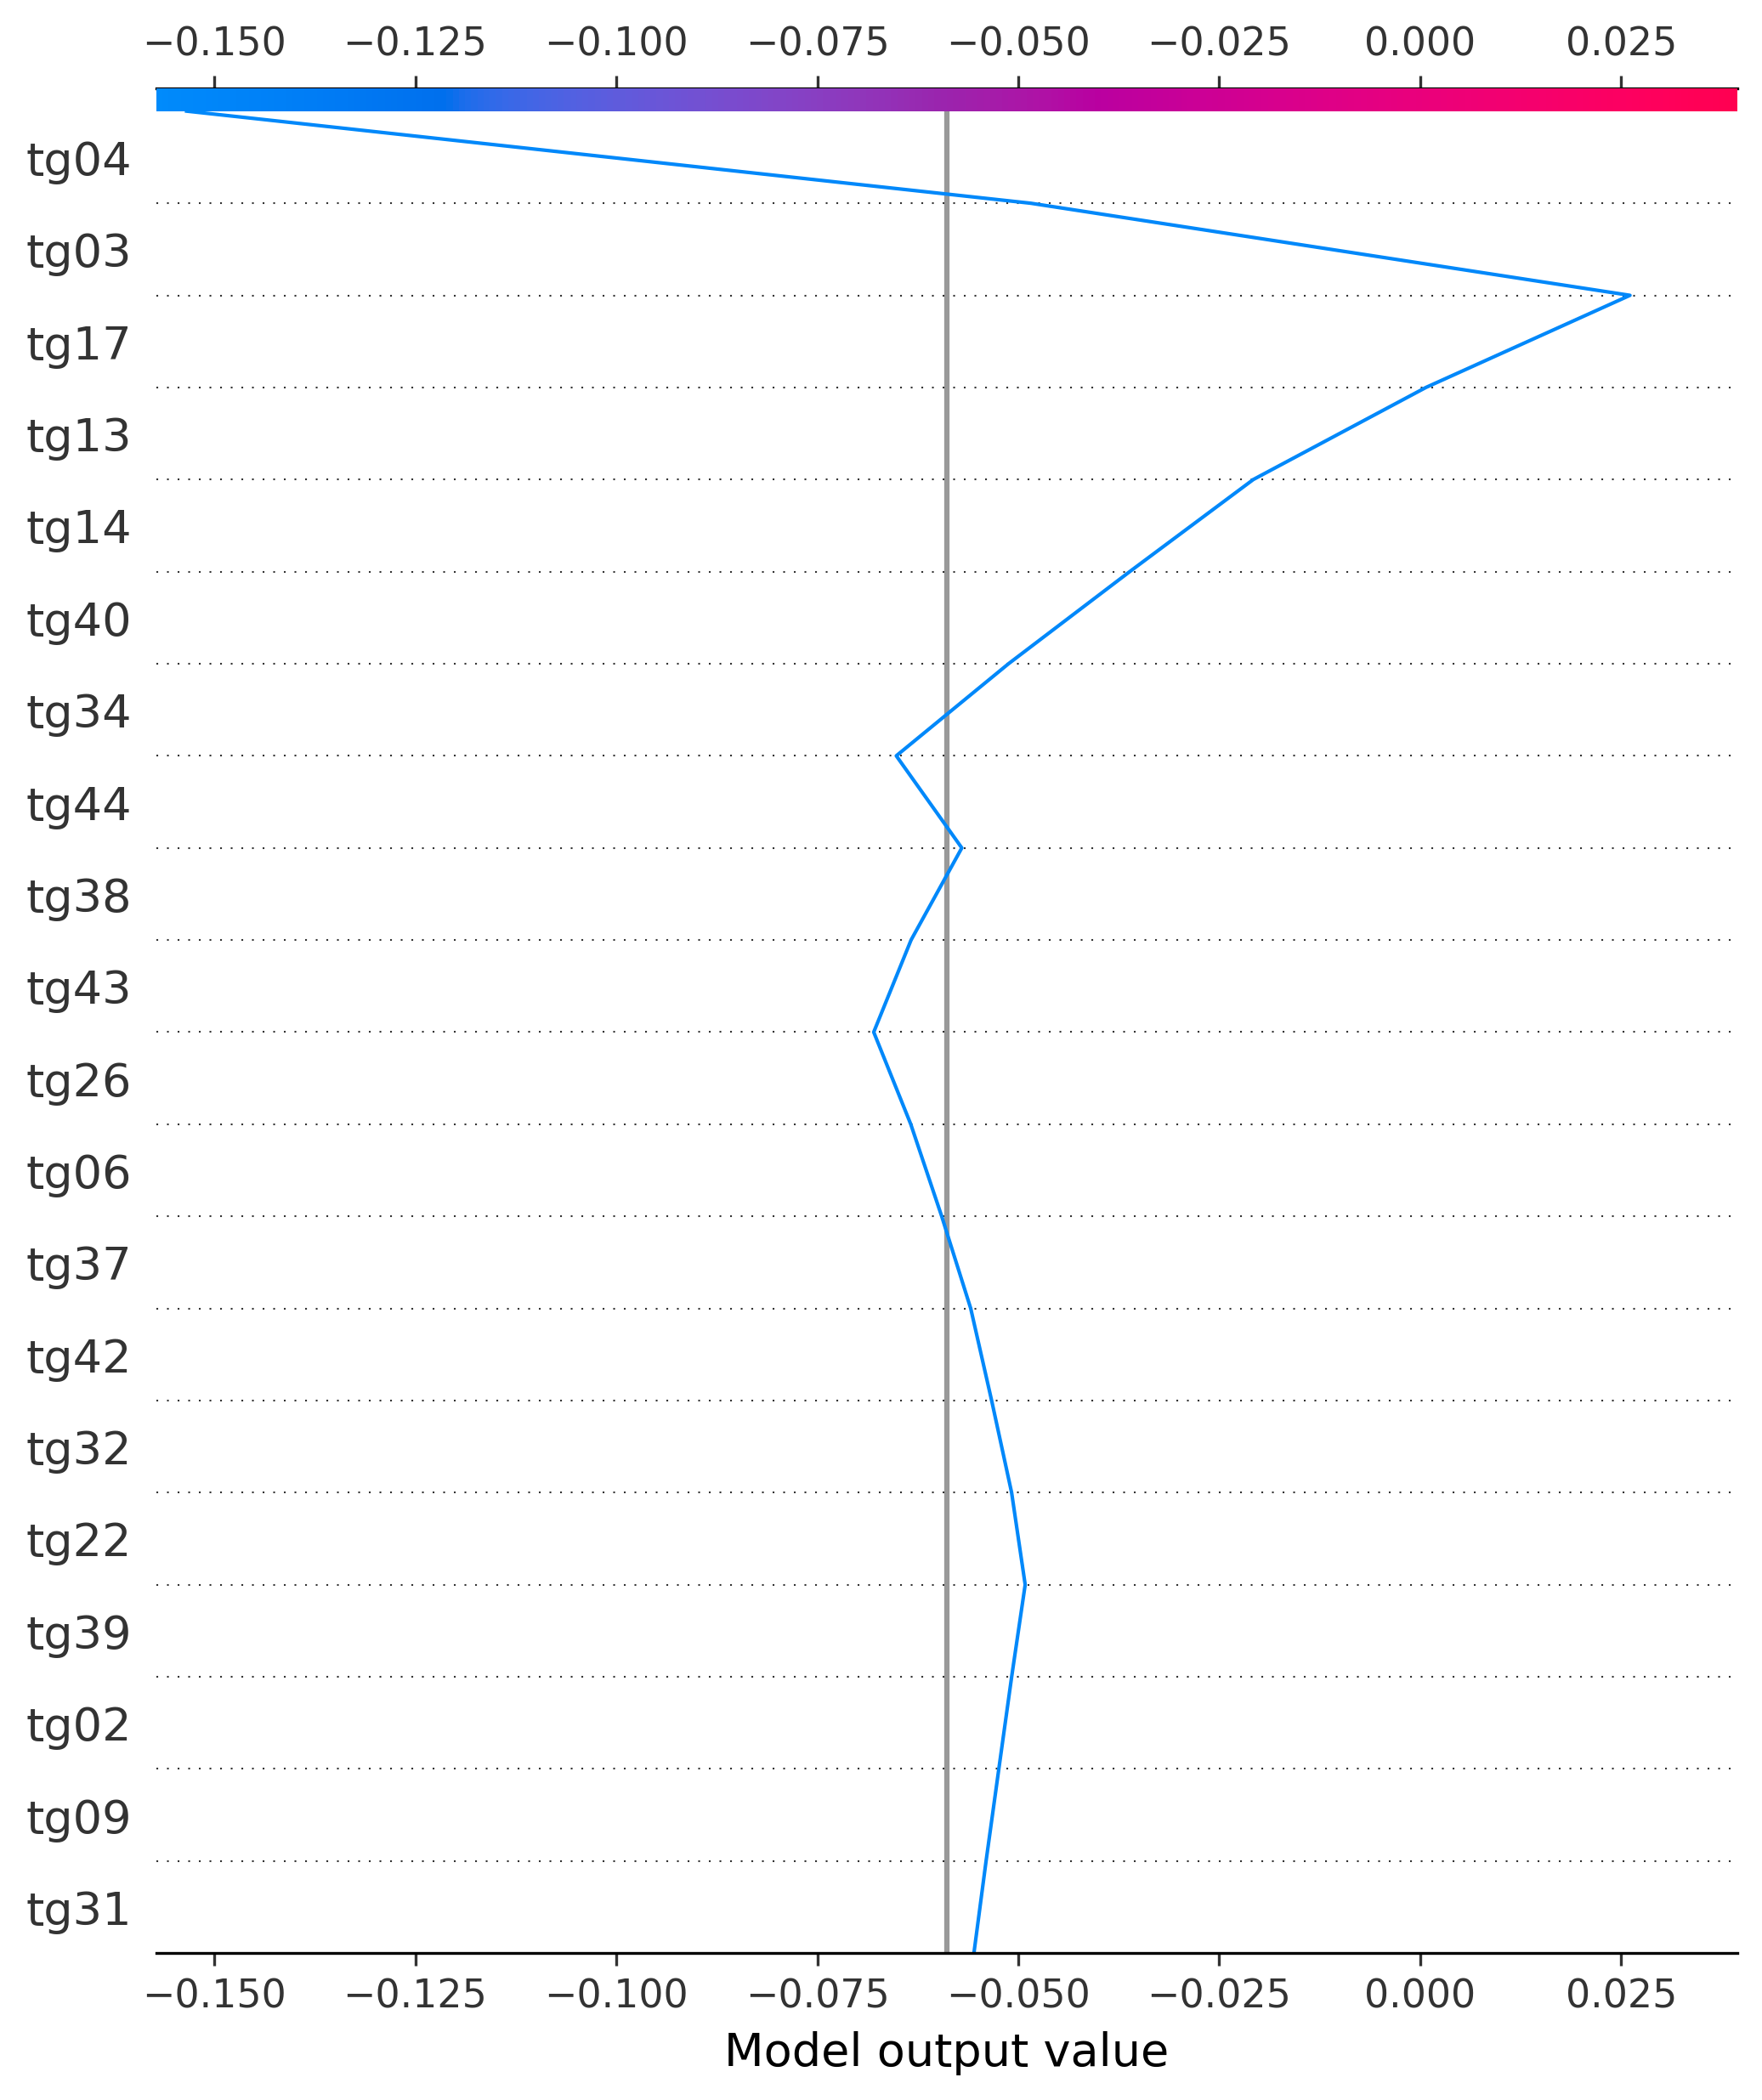 −0.150 −0.125 −0.100 −0.075 −0.050 −0.025 0.000 0.025
tg04
tg03
tg17
tg13
tg14
tg40
tg34
tg44
tg38
tg43
tg26
tg06
tg37
tg42
tg32
tg22
tg39
tg02
tg09
tg31
−0.150 −0.125 −0.100 −0.075 −0.050 −0.025 0.000 0.025
Model output value